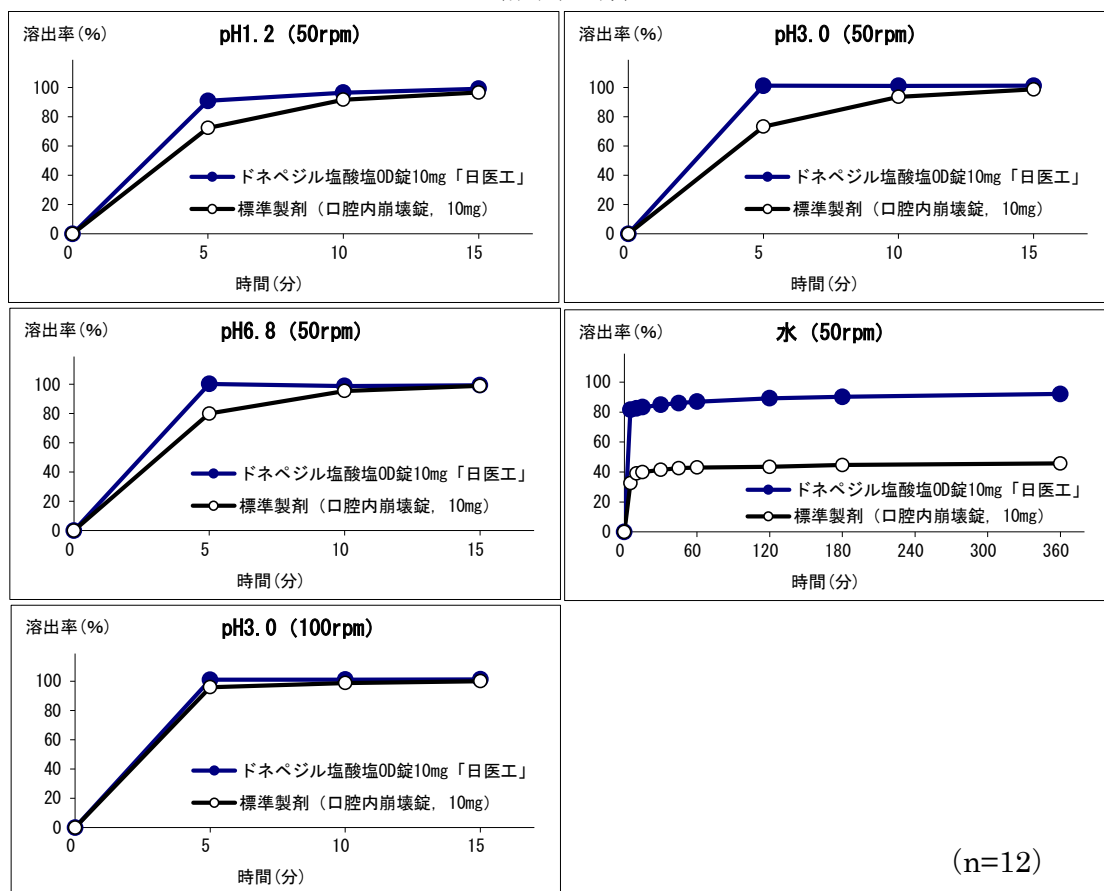 溶出率(%)
pH1.2 (50rpm)
100
80
60
40
20
0
0 5 10 15
時間(分)
ドネペジル塩酸塩OD錠10mg「日医工」
標準製剤（口腔内崩壊錠, 10mg）
溶出率(%)
pH3.0 (50rpm)
100
80
60
40
20
0
0 5 10 15
時間(分)
ドネペジル塩酸塩OD錠10mg「日医工」
標準製剤（口腔内崩壊錠, 10mg）
溶出率(%)
pH6.8 (50rpm)
100
80
60
40
20
0
0 5 10 15
時間(分)
ドネペジル塩酸塩OD錠10mg「日医工」
標準製剤（口腔内崩壊錠, 10mg）
溶出率(%)
水 (50rpm)
100
80
60
40
20
0
0 60 120 180 240 300 360
時間(分)
ドネペジル塩酸塩OD錠10mg「日医工」
標準製剤（口腔内崩壊錠, 10mg）
溶出率(%)
pH3.0 (100rpm)
100
80
60
40
20
0
0 5 10 15
時間(分)
ドネペジル塩酸塩OD錠10mg「日医工」
標準製剤（口腔内崩壊錠, 10mg）
(n=12)